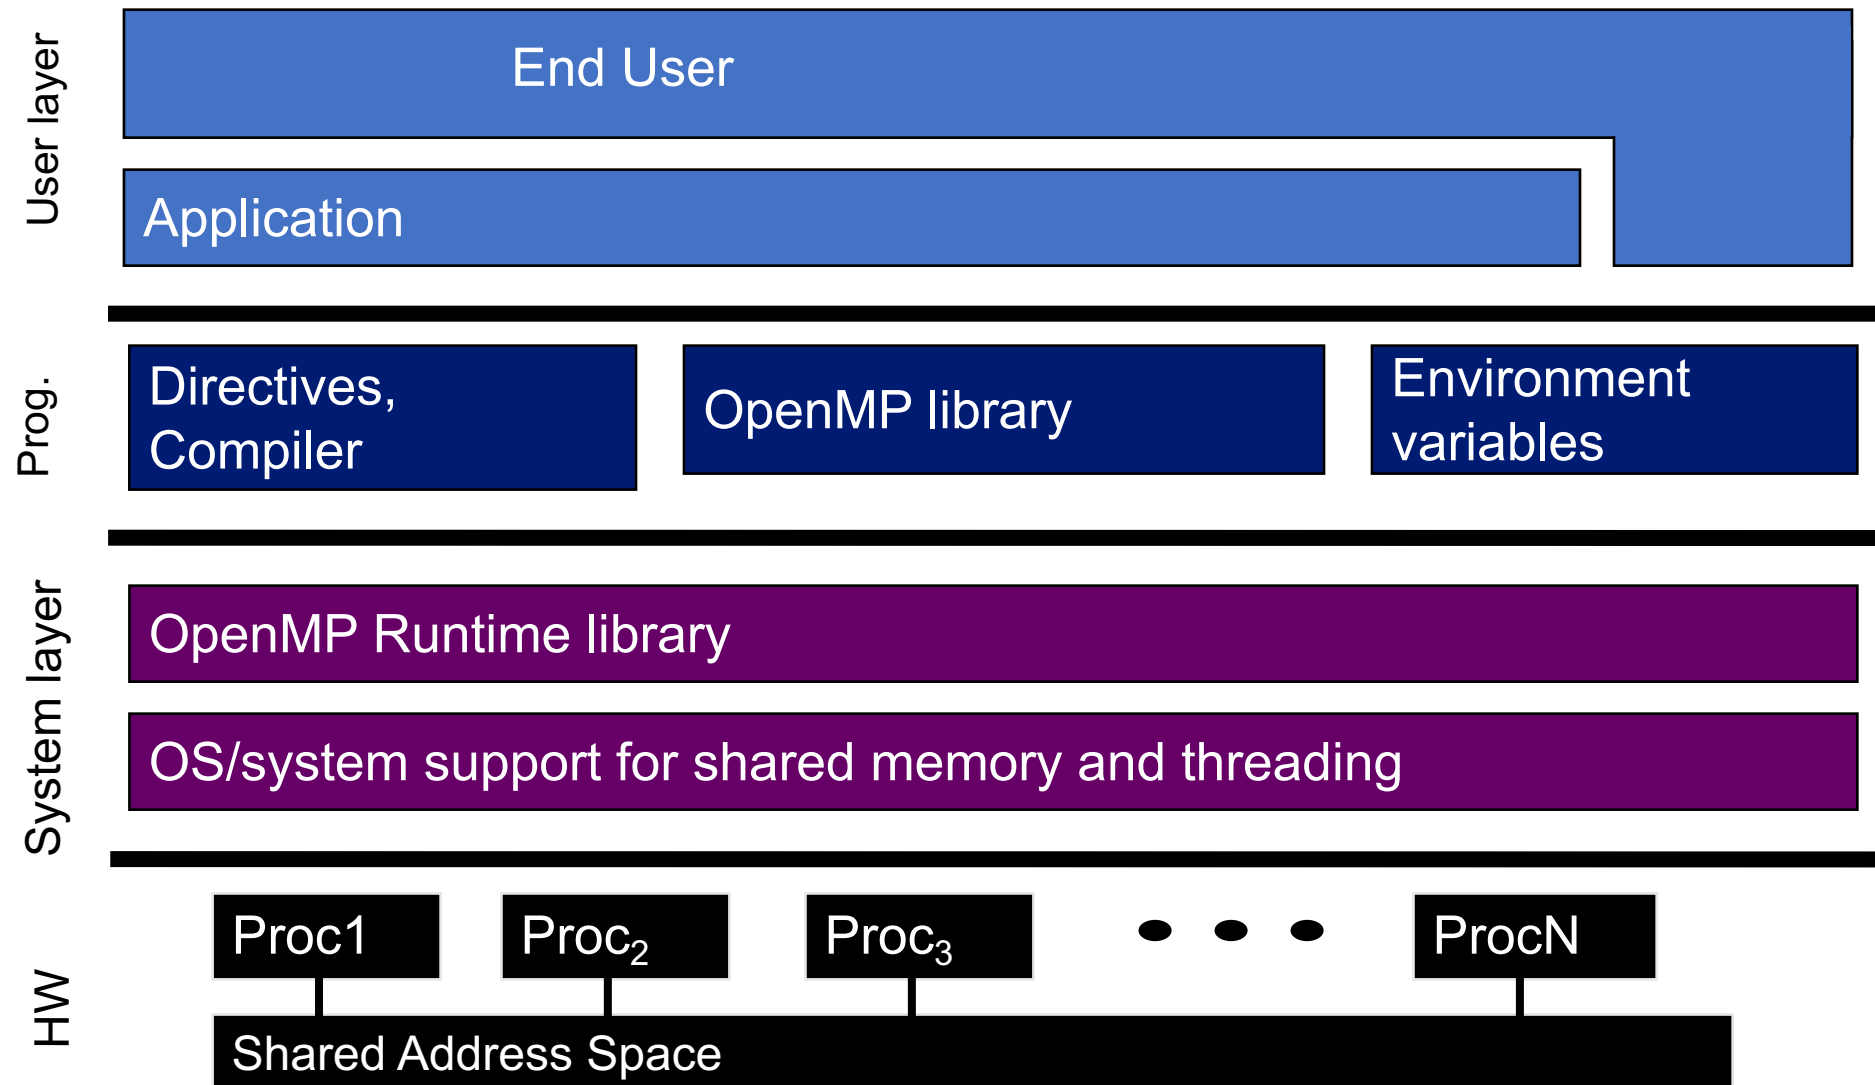 User layer
End User
Application
Prog.
Directives,
Compiler
OpenMP library
Environment
variables
System layer
OpenMP Runtime library
OS/system support for shared memory and threading
HW
Proc1
Proc₂
Proc₃
ProcN
Shared Address Space